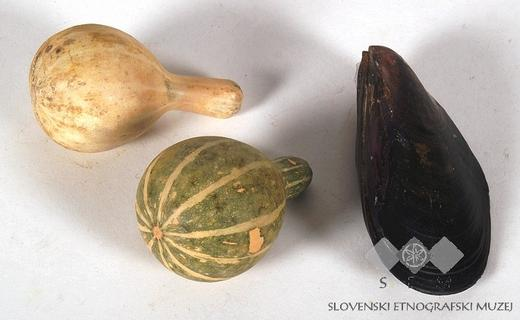 S E M
SLOVENSKI ETNOGRAFSKI MUZEJ